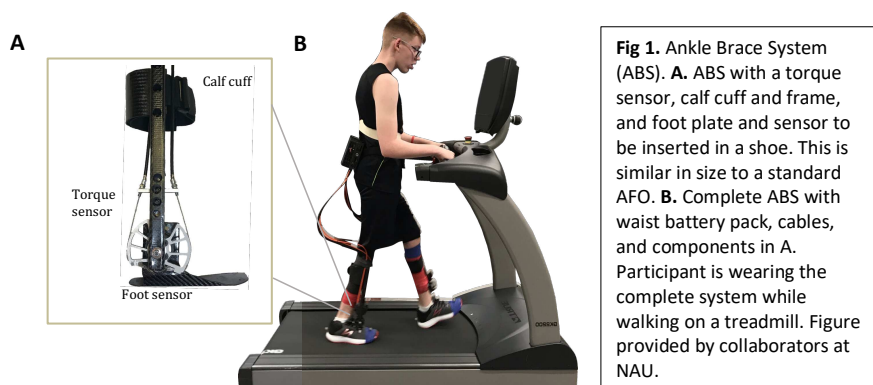 A
B
Calf cuff
Torque
sensor
Foot sensor
Fig 1. Ankle Brace System
(ABS). A. ABS with a torque
sensor, calf cuff and frame,
and foot plate and sensor to
be inserted in a shoe. This is
similar in size to a standard
AFO. B. Complete ABS with
waist battery pack, cables,
and components in A.
Participant is wearing the
complete system while
walking on a treadmill. Figure
provided by collaborators at
NAU.